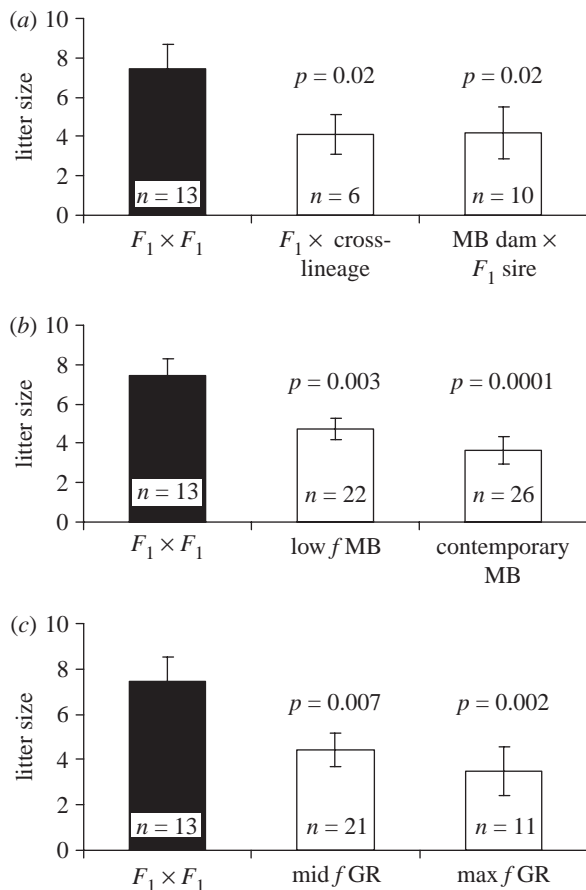 (a) 10
8
6
4
2
0
litter size
p = 0.02
p = 0.02
n = 13
n = 6
n = 10
F1 × F1
F1 × cross-
lineage
MB dam ×
F1 sire
(b) 10
8
6
4
2
0
litter size
p = 0.003
p = 0.0001
n = 13
n = 22
n = 26
F1 × F1
low f MB
contemporary
MB
(c) 10
8
6
4
2
0
litter size
p = 0.007
p = 0.002
n = 13
n = 21
n = 11
F1 × F1
mid f GR
max f GR